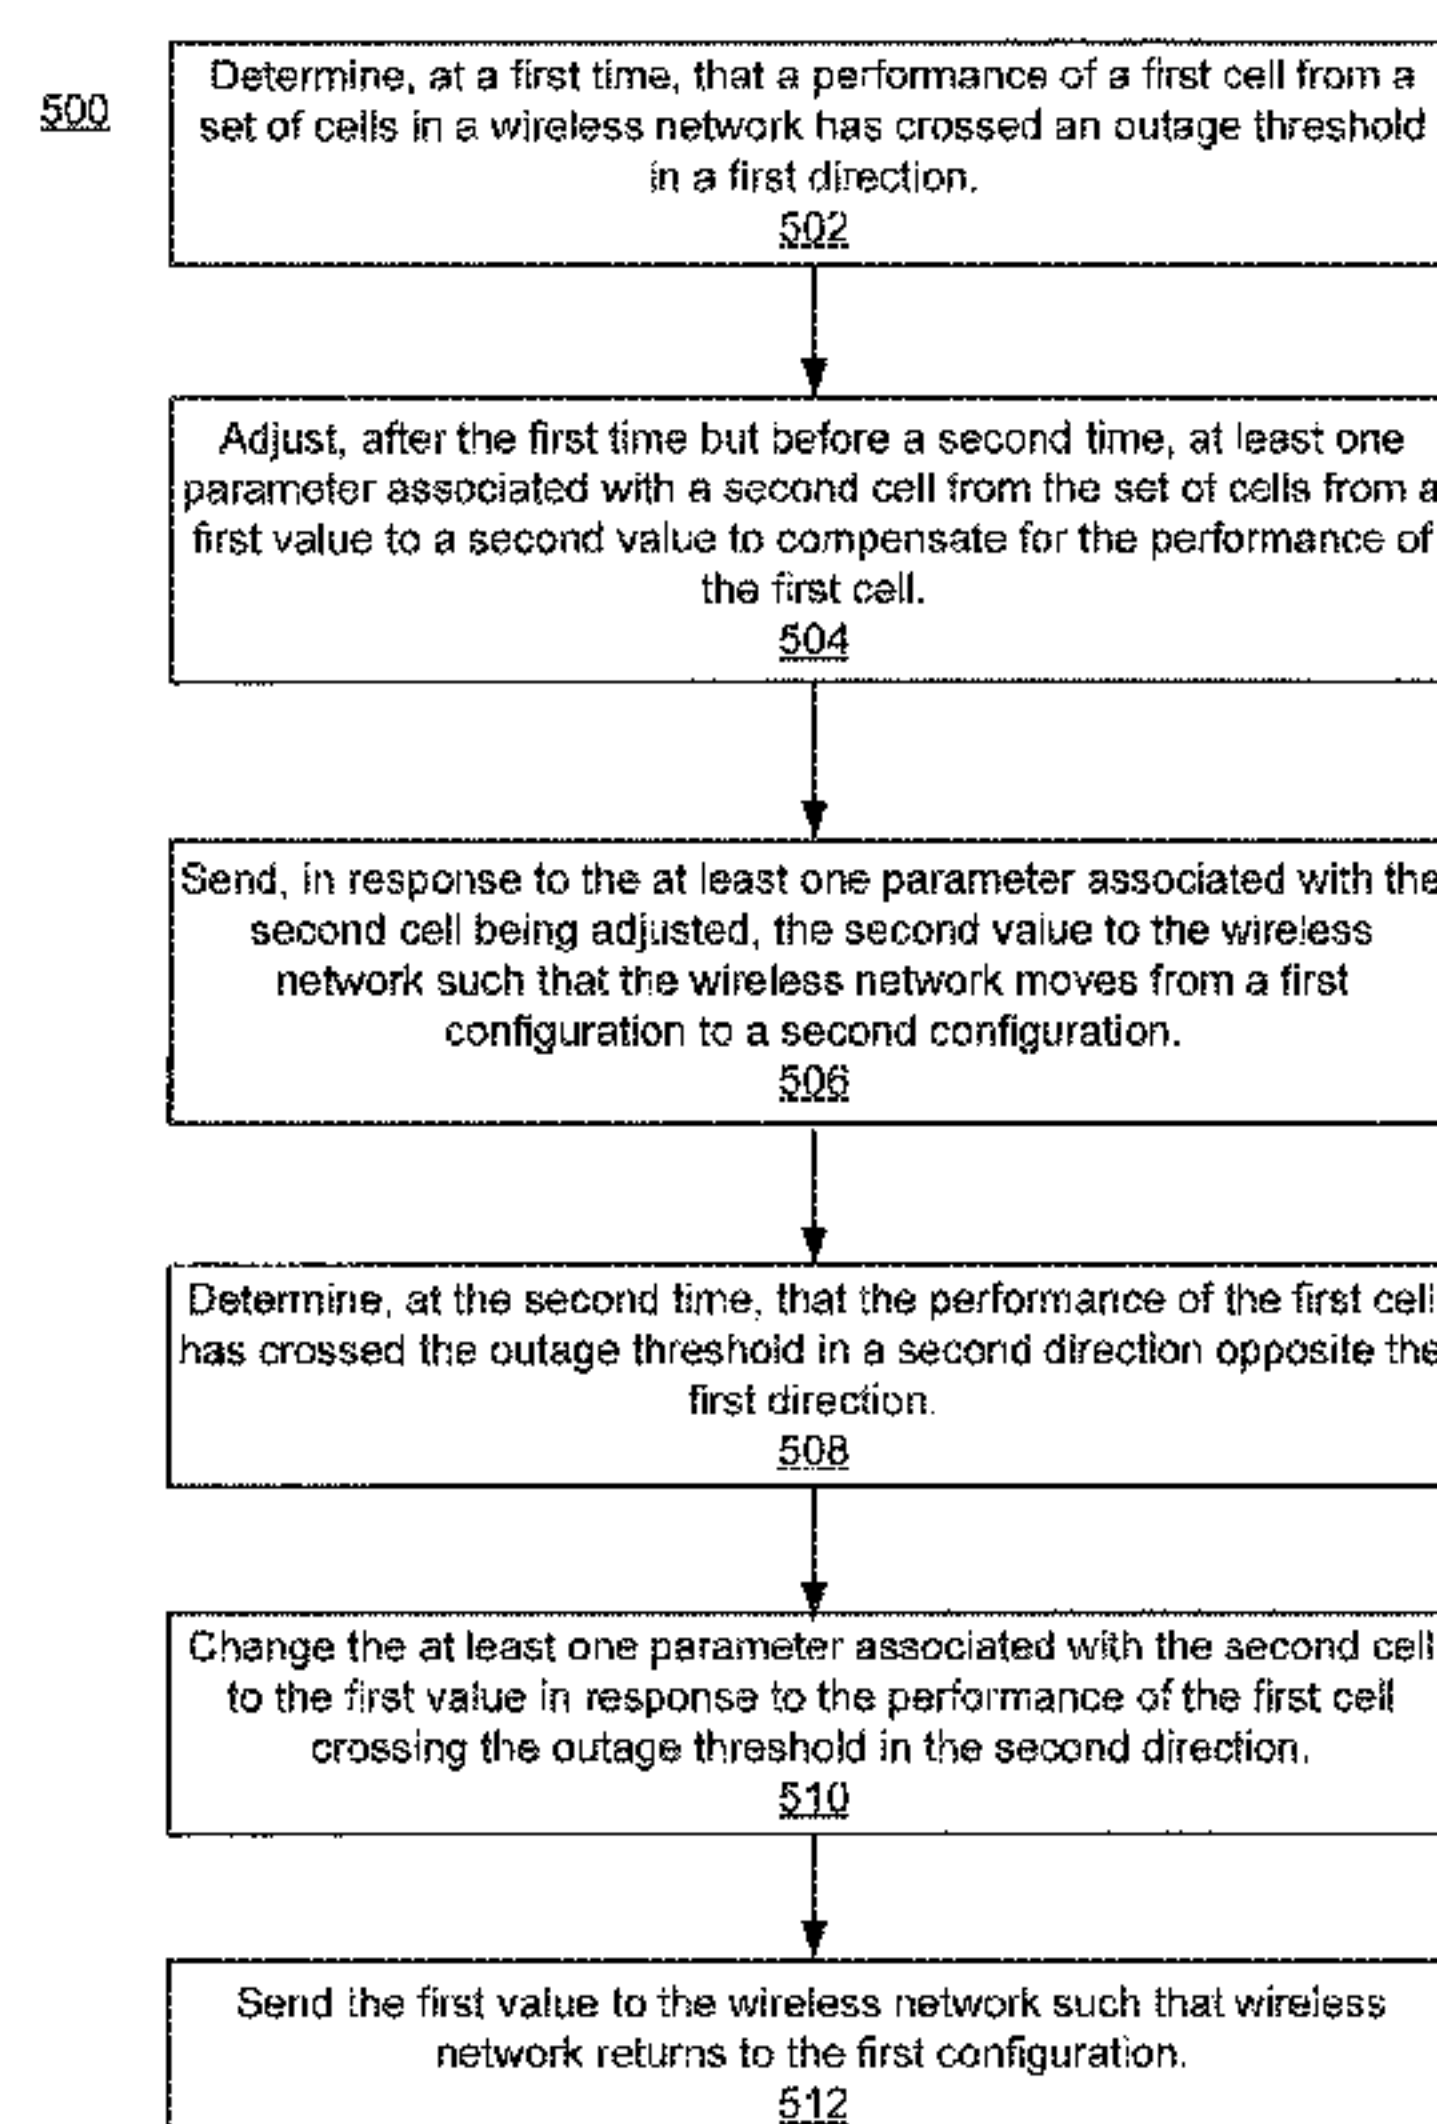 500
Determine, at a first time, that a performance of a first cell from a
set of cells in a wireless network has crossed an outage threshold
in a first direction.
502
Adjust, after the first time but before a second time, at least one
parameter associated with a second cell from the set of cells from a
first value to a second value to compensate for the performance of
the first cell.
504
Send, in response to the at least one parameter associated with the
second cell being adjusted, the second value to the wireless
network such that the wireless network moves from a first
configuration to a second configuration.
506
Determine, at the second time, that the performance of the first cell
has crossed the outage threshold in a second direction opposite the
first direction.
508
Change the at least one parameter associated with the second cell
to the first value in response to the performance of the first cell
crossing the outage threshold in the second direction.
510
Send the first value to the wireless network such that wireless
network returns to the first configuration.
512